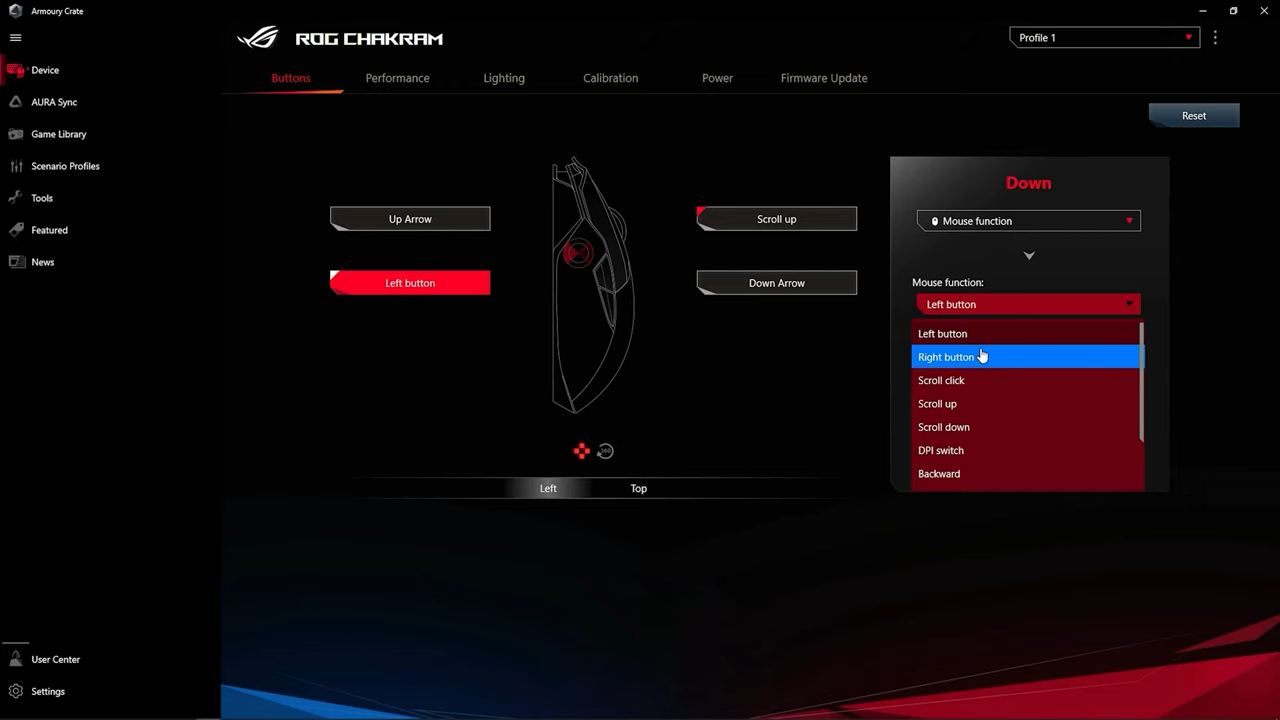 Armoury Crate
ROG CHAKRAM
Profile 1
Device
AURA Sync
Game Library
Scenario Profiles
Tools
Featured
News
Buttons
Performance
Lighting
Calibration
Power
Firmware Update
Reset
Up Arrow
Scroll up
Left button
Down Arrow
360
Left
Top
Down
Mouse function
Mouse function:
Left button
Left button
Right button
Scroll click
Scroll up
Scroll down
DPI switch
Backward
User Center
Settings